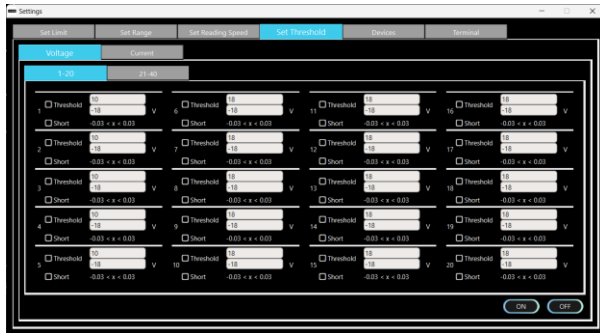 Settings
Set Limit Set Range Set Reading Speed Set Threshold Devices Terminal
Voltage Current
1-20 21-40
1 Threshold 10 -18 V
Short -0.03 < x < 0.03
6 Threshold 18 -18 V
Short -0.03 < x < 0.03
11 Threshold 18 -18 V
Short -0.03 < x < 0.03
16 Threshold 18 -18 V
Short -0.03 < x < 0.03
2 Threshold 10 -18 V
Short -0.03 < x < 0.03
7 Threshold 18 -18 V
Short -0.03 < x < 0.03
12 Threshold 18 -18 V
Short -0.03 < x < 0.03
17 Threshold 18 -18 V
Short -0.03 < x < 0.03
3 Threshold 10 -18 V
Short -0.03 < x < 0.03
8 Threshold 18 -18 V
Short -0.03 < x < 0.03
13 Threshold 18 -18 V
Short -0.03 < x < 0.03
18 Threshold 18 -18 V
Short -0.03 < x < 0.03
4 Threshold 10 -18 V
Short -0.03 < x < 0.03
9 Threshold 18 -18 V
Short -0.03 < x < 0.03
14 Threshold 18 -18 V
Short -0.03 < x < 0.03
19 Threshold 18 -18 V
Short -0.03 < x < 0.03
5 Threshold 10 -18 V
Short -0.03 < x < 0.03
10 Threshold 18 -18 V
Short -0.03 < x < 0.03
15 Threshold 18 -18 V
Short -0.03 < x < 0.03
20 Threshold 18 -18 V
Short -0.03 < x < 0.03
ON OFF